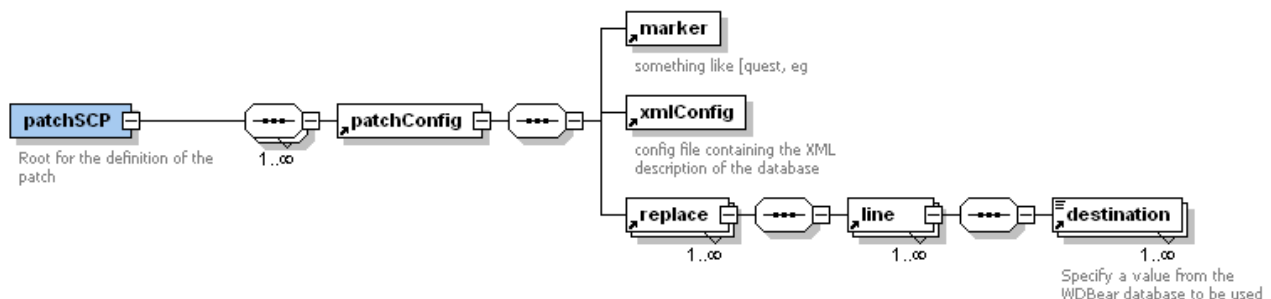 marker
something like [quest, eg
patchSCP
patchConfig
xmlConfig
Root for the definition of the
patch
1..∞
config file containing the XML
description of the database
replace
line
destination
1..∞
1..∞
1..∞
Specify a value from the
WDBear database to be used